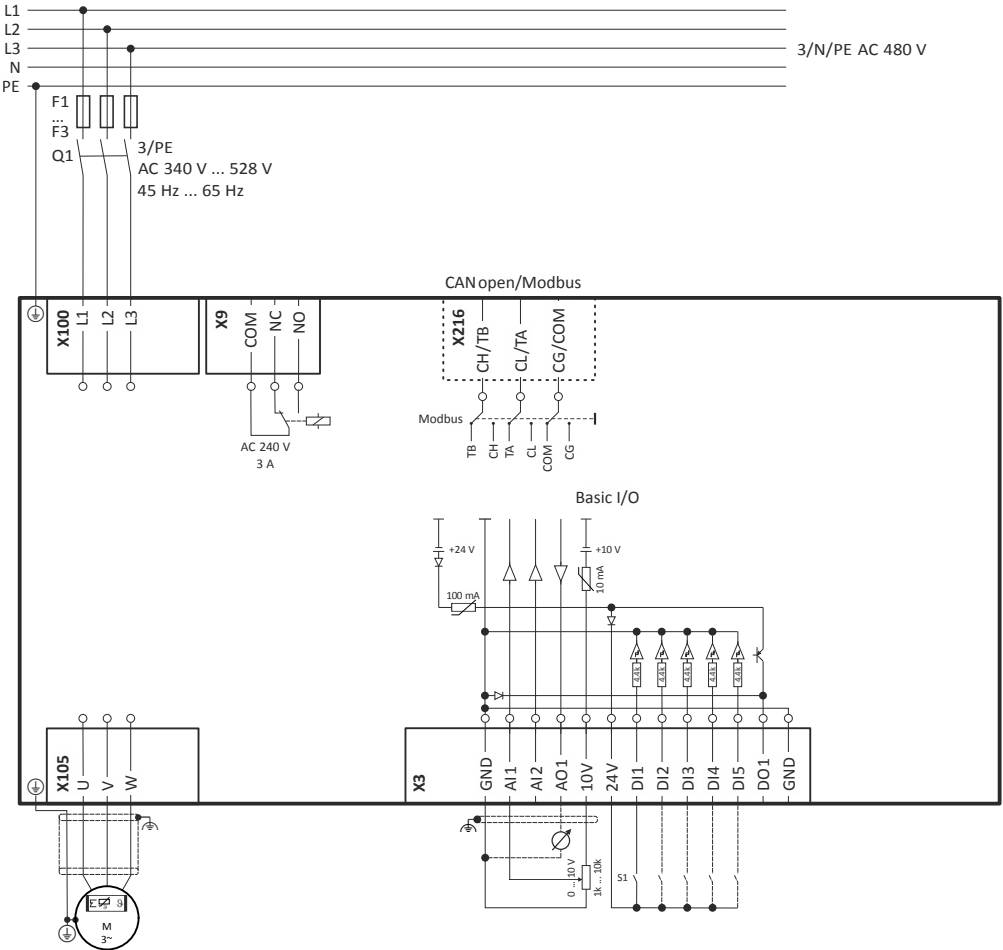 L1
L2
L3
N
PE
3/N/PE AC 480 V
F1
...
F3
Q1
3/PE
AC 340 V ... 528 V
45 Hz ... 65 Hz
CANopen/Modbus
X100
L1
L2
L3
X9
COM
NC
NO
X216
CH/TB
CL/TA
CG/COM
Modbus
TB
CH
TA
CL
COM
CG
AC 240 V
3 A
Basic I/O
+24 V
+10 V
10 mA
100 mA
4.4k
4.4k
4.4k
4.4k
4.4k
X105
U
V
W
X3
GND
AI1
AI2
AO1
10V
24V
DI1
DI2
DI3
DI4
DI5
DO1
GND
0 ... 10 V
1k ... 10k
S1
ϑ
M
3~